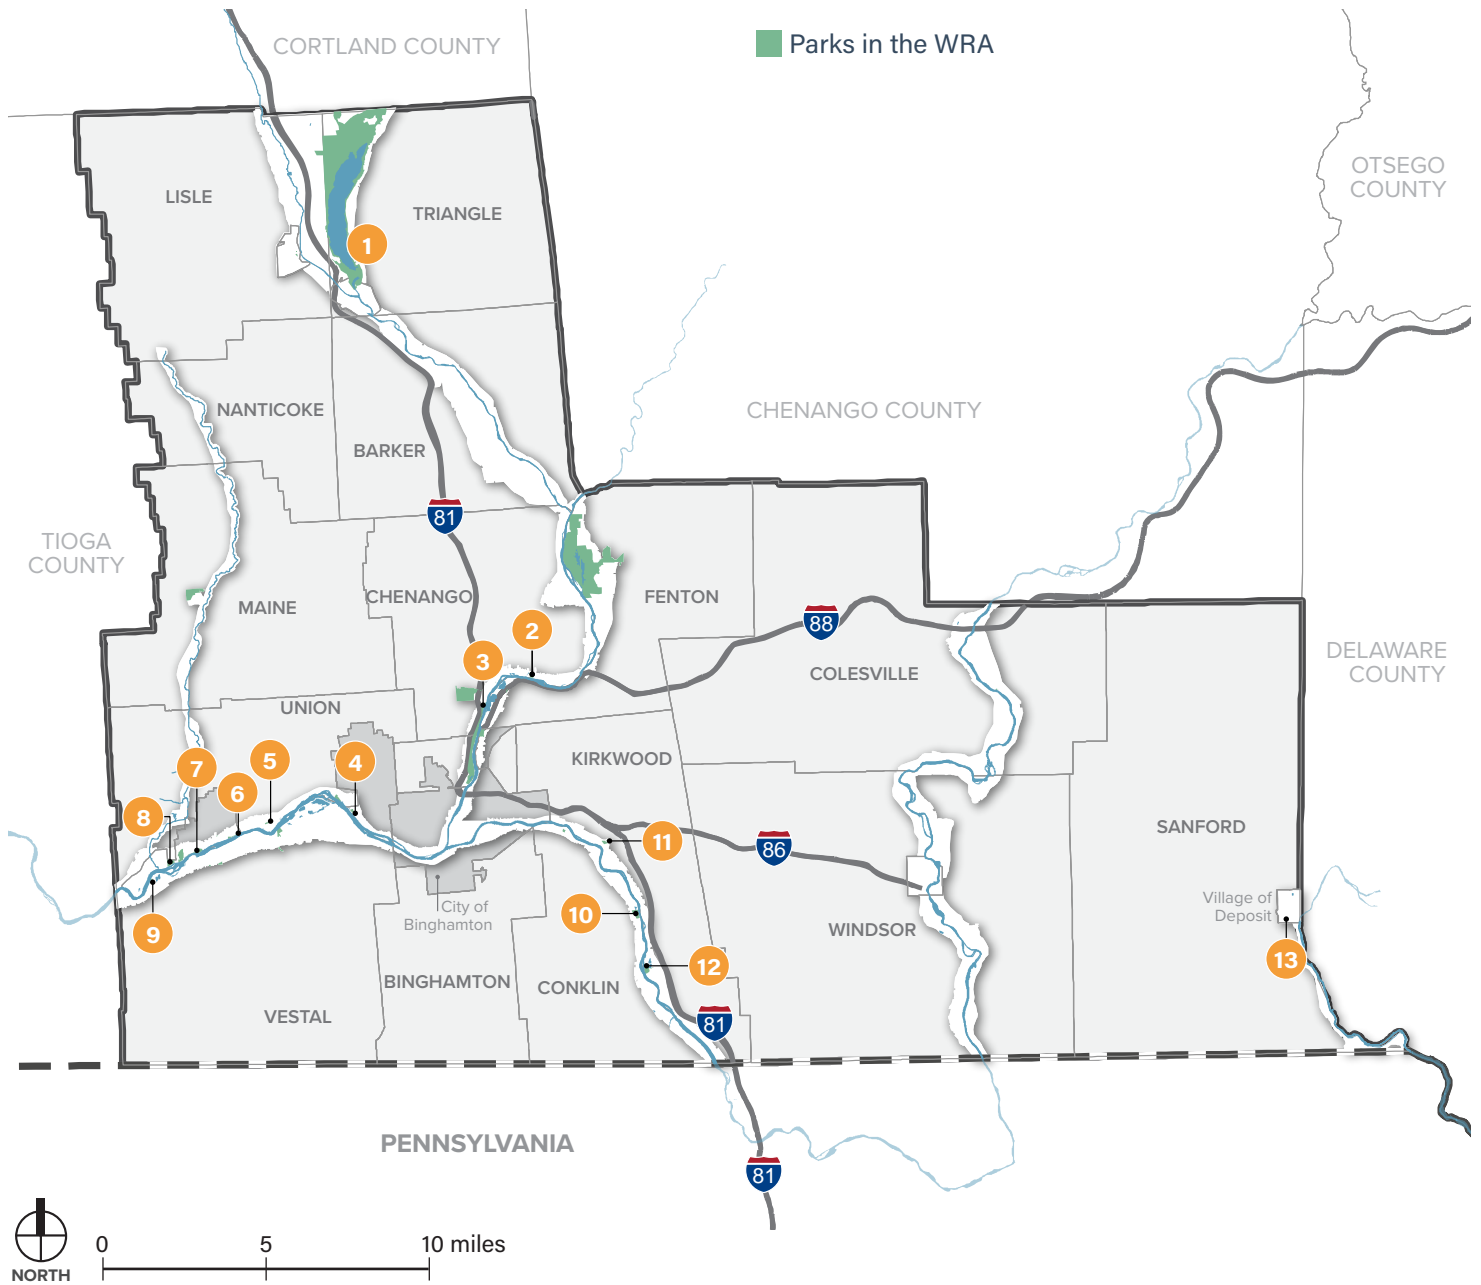 CORTLAND COUNTY
Parks in the WRA
OTSEGO
COUNTY
LISLE
TRIANGLE
1
NANTICOKE
CHENANGO COUNTY
BARKER
81
TIOGA
COUNTY
MAINE
CHENANGO
FENTON
88
2
3
COLESVILLE
DELAWARE
COUNTY
UNION
KIRKWOOD
4
5
6
7
8
9
10
11
12
86
SANFORD
Village of
Deposit
13
City of
Binghamton
WINDSOR
BINGHAMTON
CONKLIN
VESTAL
81
PENNSYLVANIA
81
NORTH
0
5
10 miles